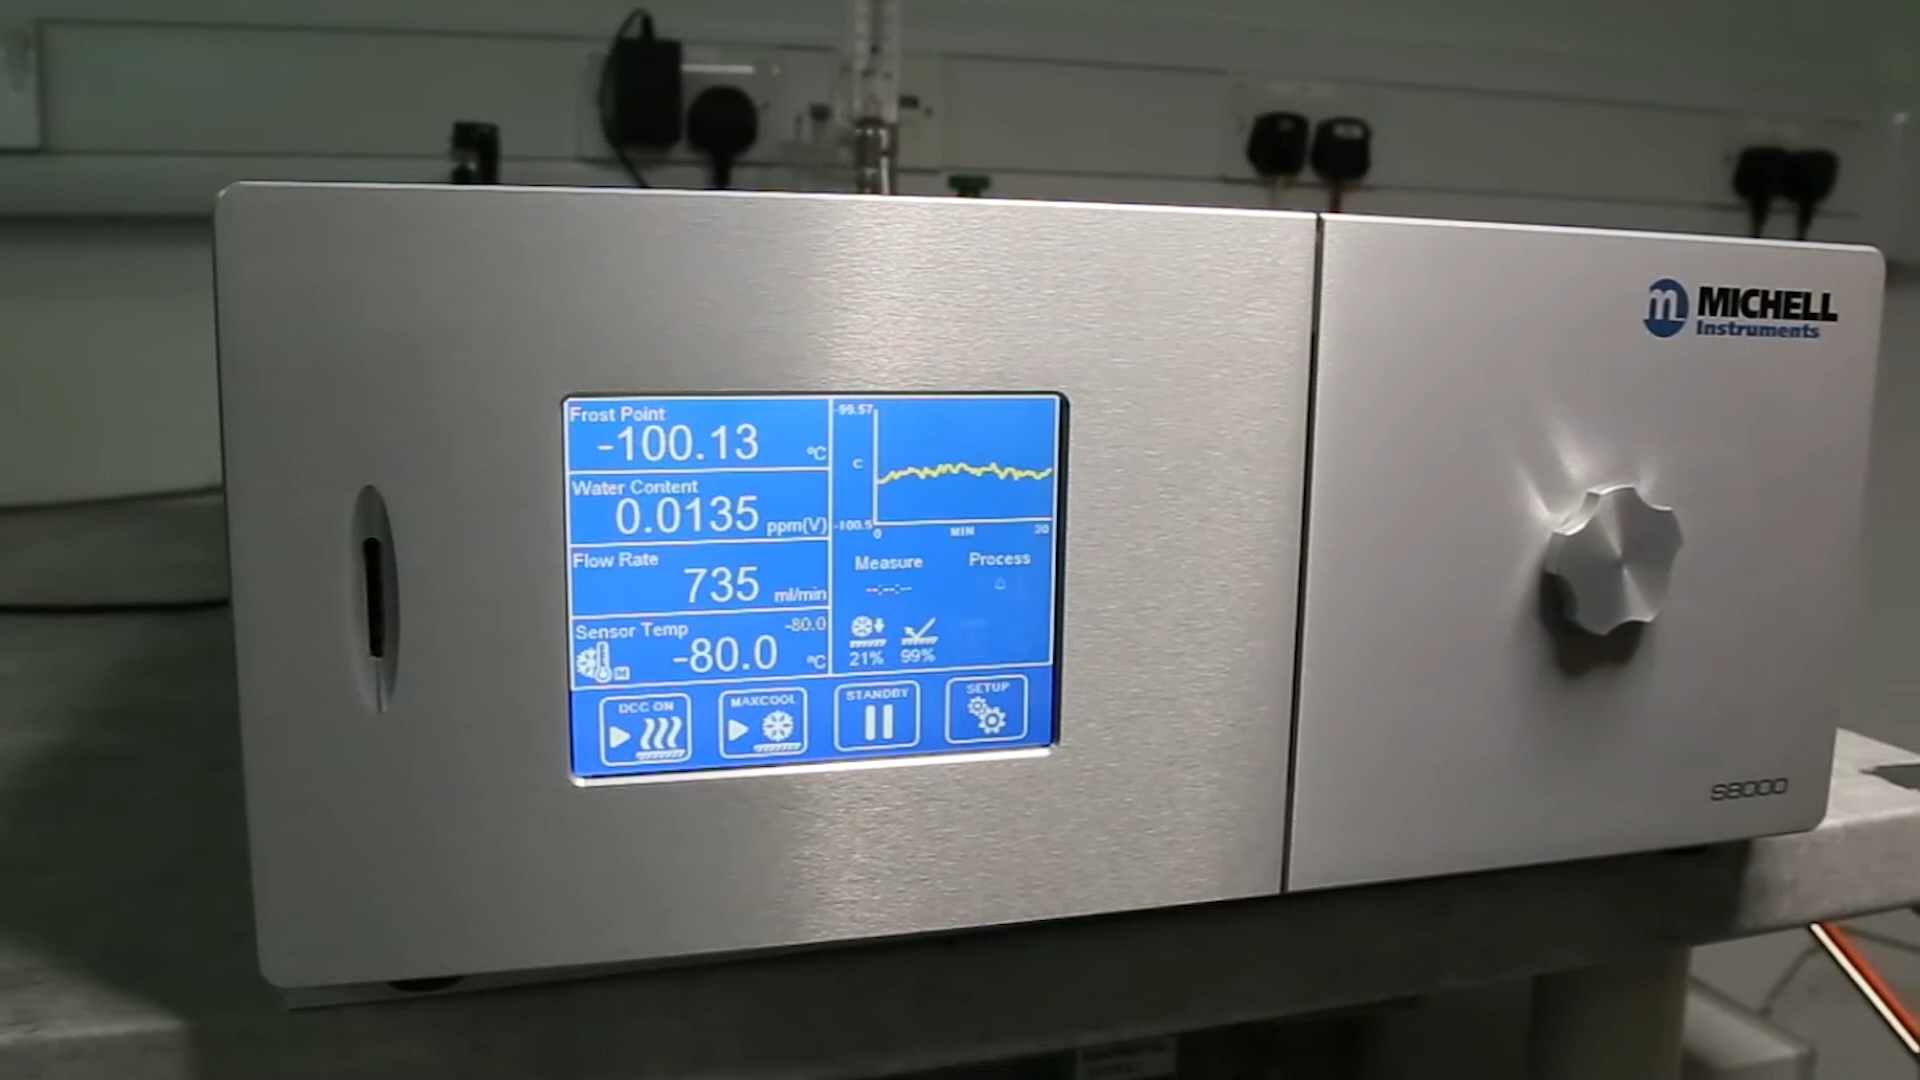 MICHELL
Instruments
Frost Point
-100.13 °C
Water Content
0.0135 ppm(V)
Flow Rate
735 ml/min
Sensor Temp -80.0
-80.0 °C
M
-99.57
C
-100.5
0 MIN 30
Measure Process
--:--:--
21% 99%
DCC ON
MAXCOOL
STANDBY
SETUP
S8000